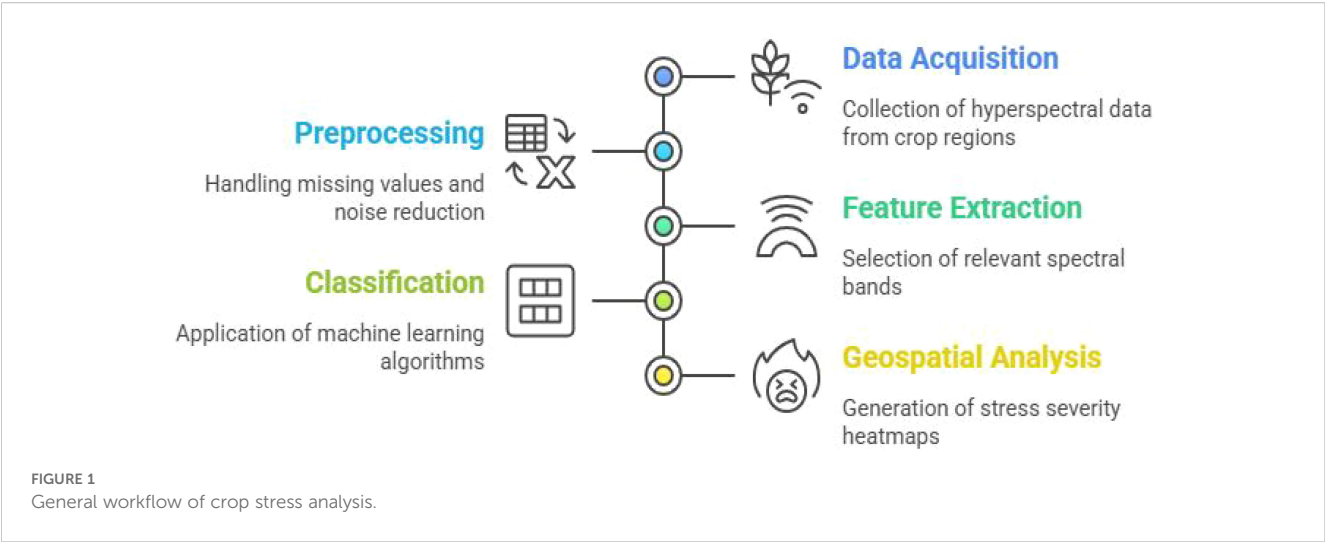 Data Acquisition
Collection of hyperspectral data
from crop regions
Preprocessing
Handling missing values and
noise reduction
Feature Extraction
Selection of relevant spectral
bands
Classification
Application of machine learning
algorithms
Geospatial Analysis
Generation of stress severity
heatmaps
FIGURE 1
General workflow of crop stress analysis.